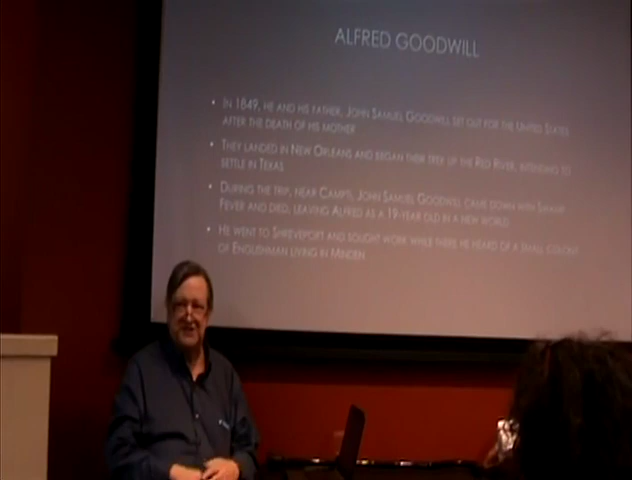 ALFRED GOODWILL
• IN 1849, HE AND HIS FATHER, JOHN SAMUEL GOODWILL SET OUT FOR THE UNITED STATES
AFTER THE DEATH OF HIS MOTHER
• THEY LANDED IN NEW ORLEANS AND BEGAN THEIR TREK UP THE RED RIVER, INTENDING TO
SETTLE IN TEXAS
• DURING THE TRIP, NEAR CAMPTI, JOHN SAMUEL GOODWILL CAME DOWN WITH SWAMP
FEVER AND DIED, LEAVING ALFRED AS A 19-YEAR OLD IN A NEW WORLD
• HE WENT TO SHREVEPORT AND SOUGHT WORK WHILE THERE HE HEARD OF A SMALL COLONY
OF ENGLISHMAN LIVING IN MINDEN